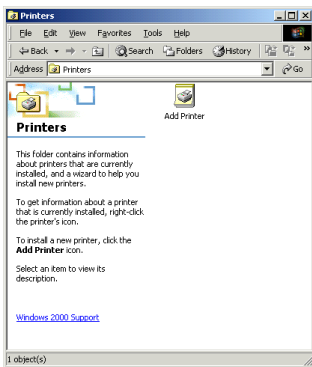 Printers
File Edit View Favorites Tools Help
Back Search Folders History »
Address Printers Go
Printers
This folder contains information
about printers that are currently
installed, and a wizard to help you
install new printers.
To get information about a printer
that is currently installed, right-click
the printer's icon.
To install a new printer, click the
Add Printer icon.
Select an item to view its
description.
Windows 2000 Support
Add Printer
1 object(s)